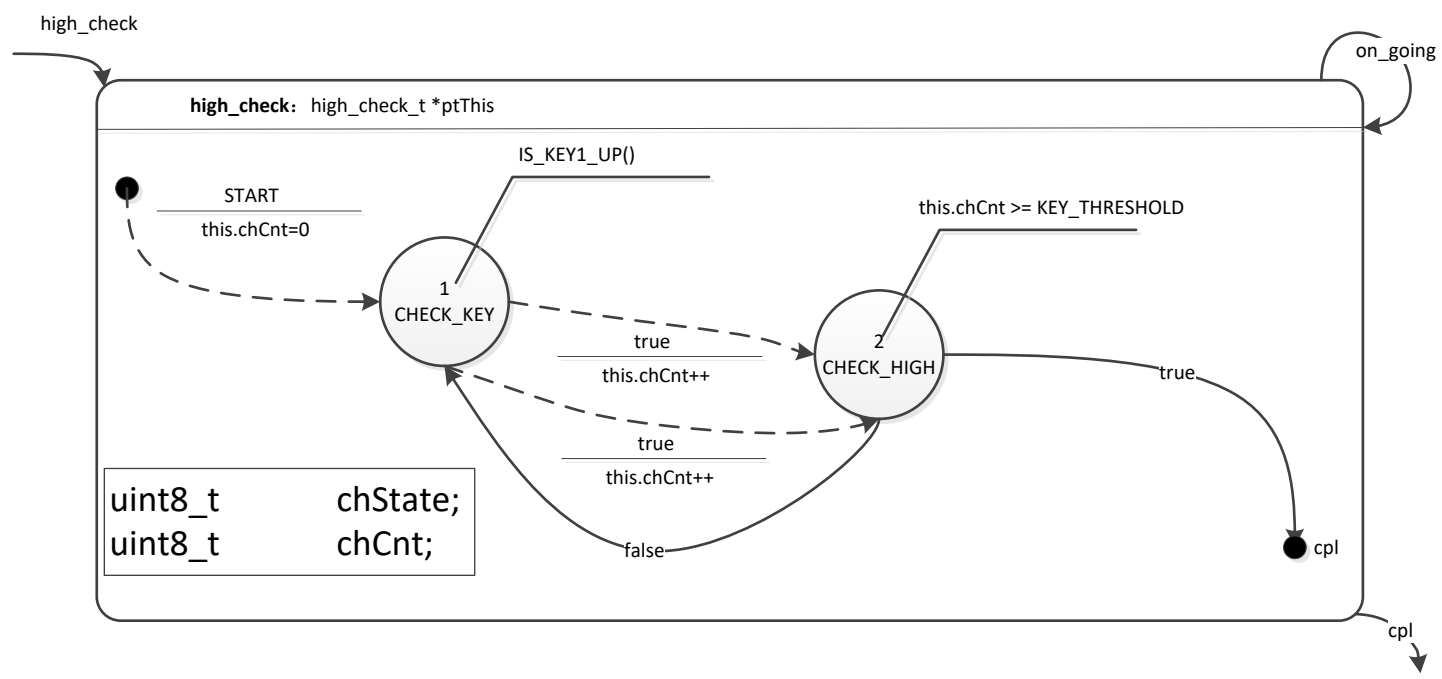 high_check
on_going
high_check：high_check_t *ptThis
IS_KEY1_UP()
START
this.chCnt=0
this.chCnt >= KEY_THRESHOLD
1
CHECK_KEY
true
this.chCnt++
2
CHECK_HIGH
true
true
this.chCnt++
uint8_t chState;
uint8_t chCnt;
false
cpl
cpl